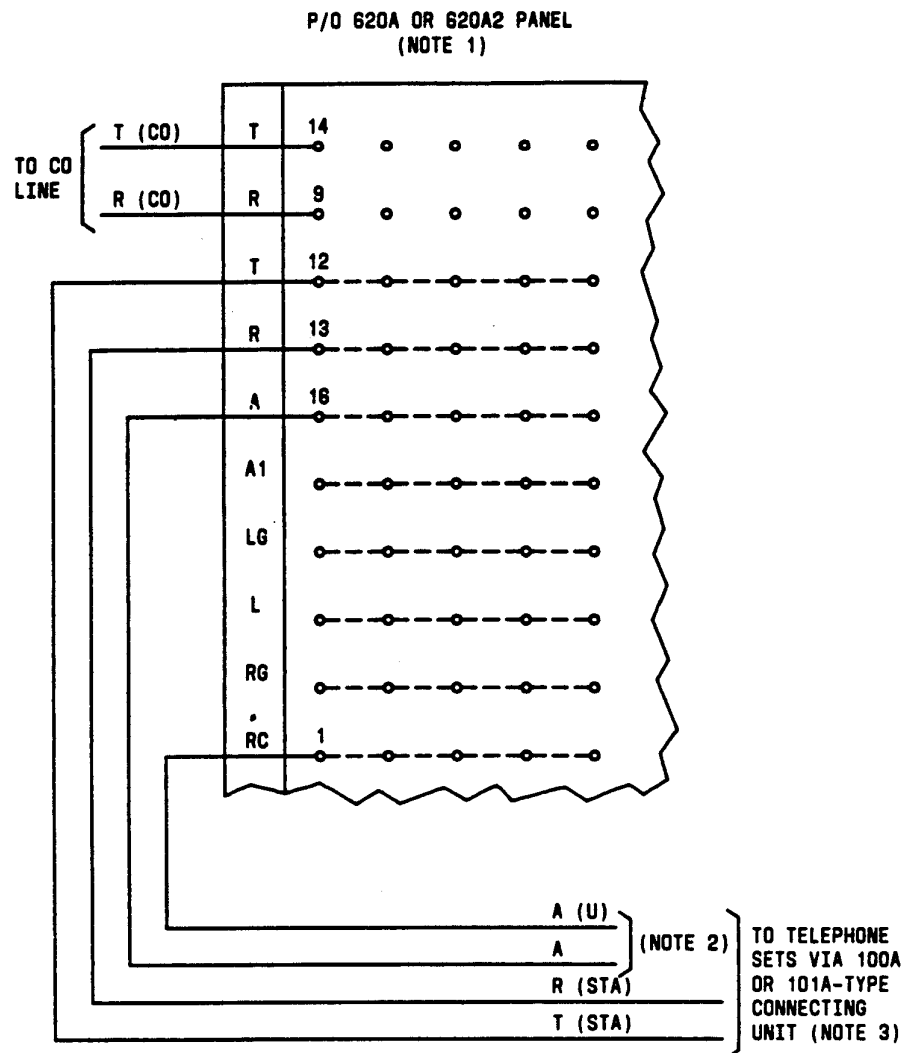 P/O 620A OR 620A2 PANEL
(NOTE 1)
T (CO)
T
14
TO CO
LINE
R (CO)
R
9
T
12
R
13
A
16
A1
LG
L
RG
RC
1
A (U)
A
(NOTE 2)
R (STA)
T (STA)
TO TELEPHONE
SETS VIA 100A
OR 101A-TYPE
CONNECTING
UNIT (NOTE 3)